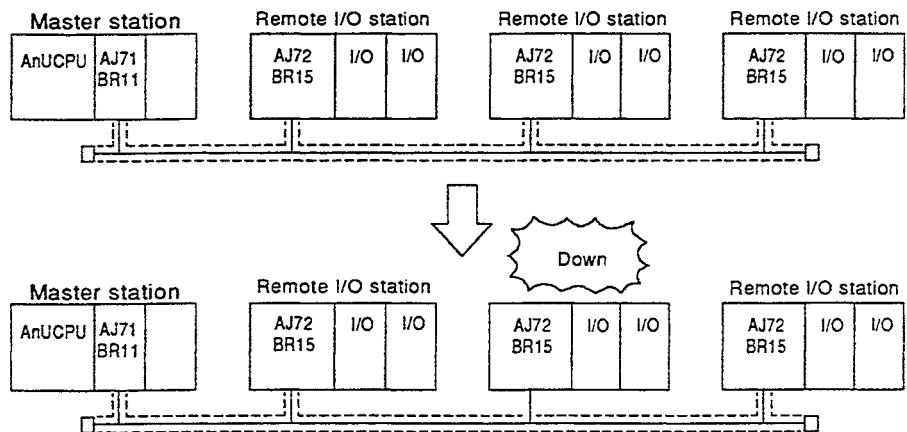 Master station
Remote I/O station
Remote I/O station
Remote I/O station
AnUCPU
AJ71
BR11
AJ72
BR15
I/O
I/O
AJ72
BR15
I/O
I/O
AJ72
BR15
I/O
I/O
Down
Master station
Remote I/O station
Remote I/O station
AnUCPU
AJ71
BR11
AJ72
BR15
I/O
I/O
AJ72
BR15
I/O
I/O
AJ72
BR15
I/O
I/O